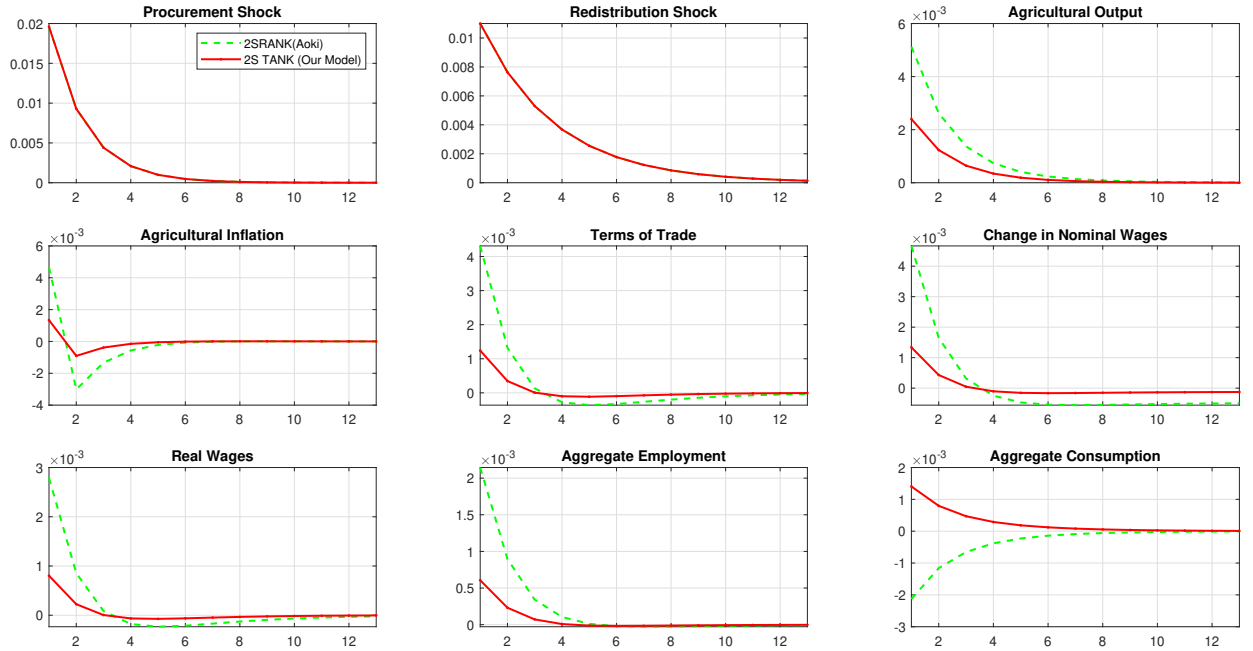 Procurement Shock
0.02
0.015
0.01
0.005
0
2 4 6 8 10 12
2SRANK(Aoki)
2S TANK (Our Model)
Redistribution Shock
0.01
0.008
0.006
0.004
0.002
0
2 4 6 8 10 12
Agricultural Output
×10⁻³
6
4
2
0
2 4 6 8 10 12
Agricultural Inflation
×10⁻³
6
4
2
0
-2
-4
2 4 6 8 10 12
Terms of Trade
×10⁻³
4
3
2
1
0
2 4 6 8 10 12
Change in Nominal Wages
×10⁻³
4
3
2
1
0
2 4 6 8 10 12
Real Wages
×10⁻³
3
2
1
0
2 4 6 8 10 12
Aggregate Employment
×10⁻³
2
1.5
1
0.5
0
2 4 6 8 10 12
Aggregate Consumption
×10⁻³
2
1
0
-1
-2
-3
2 4 6 8 10 12